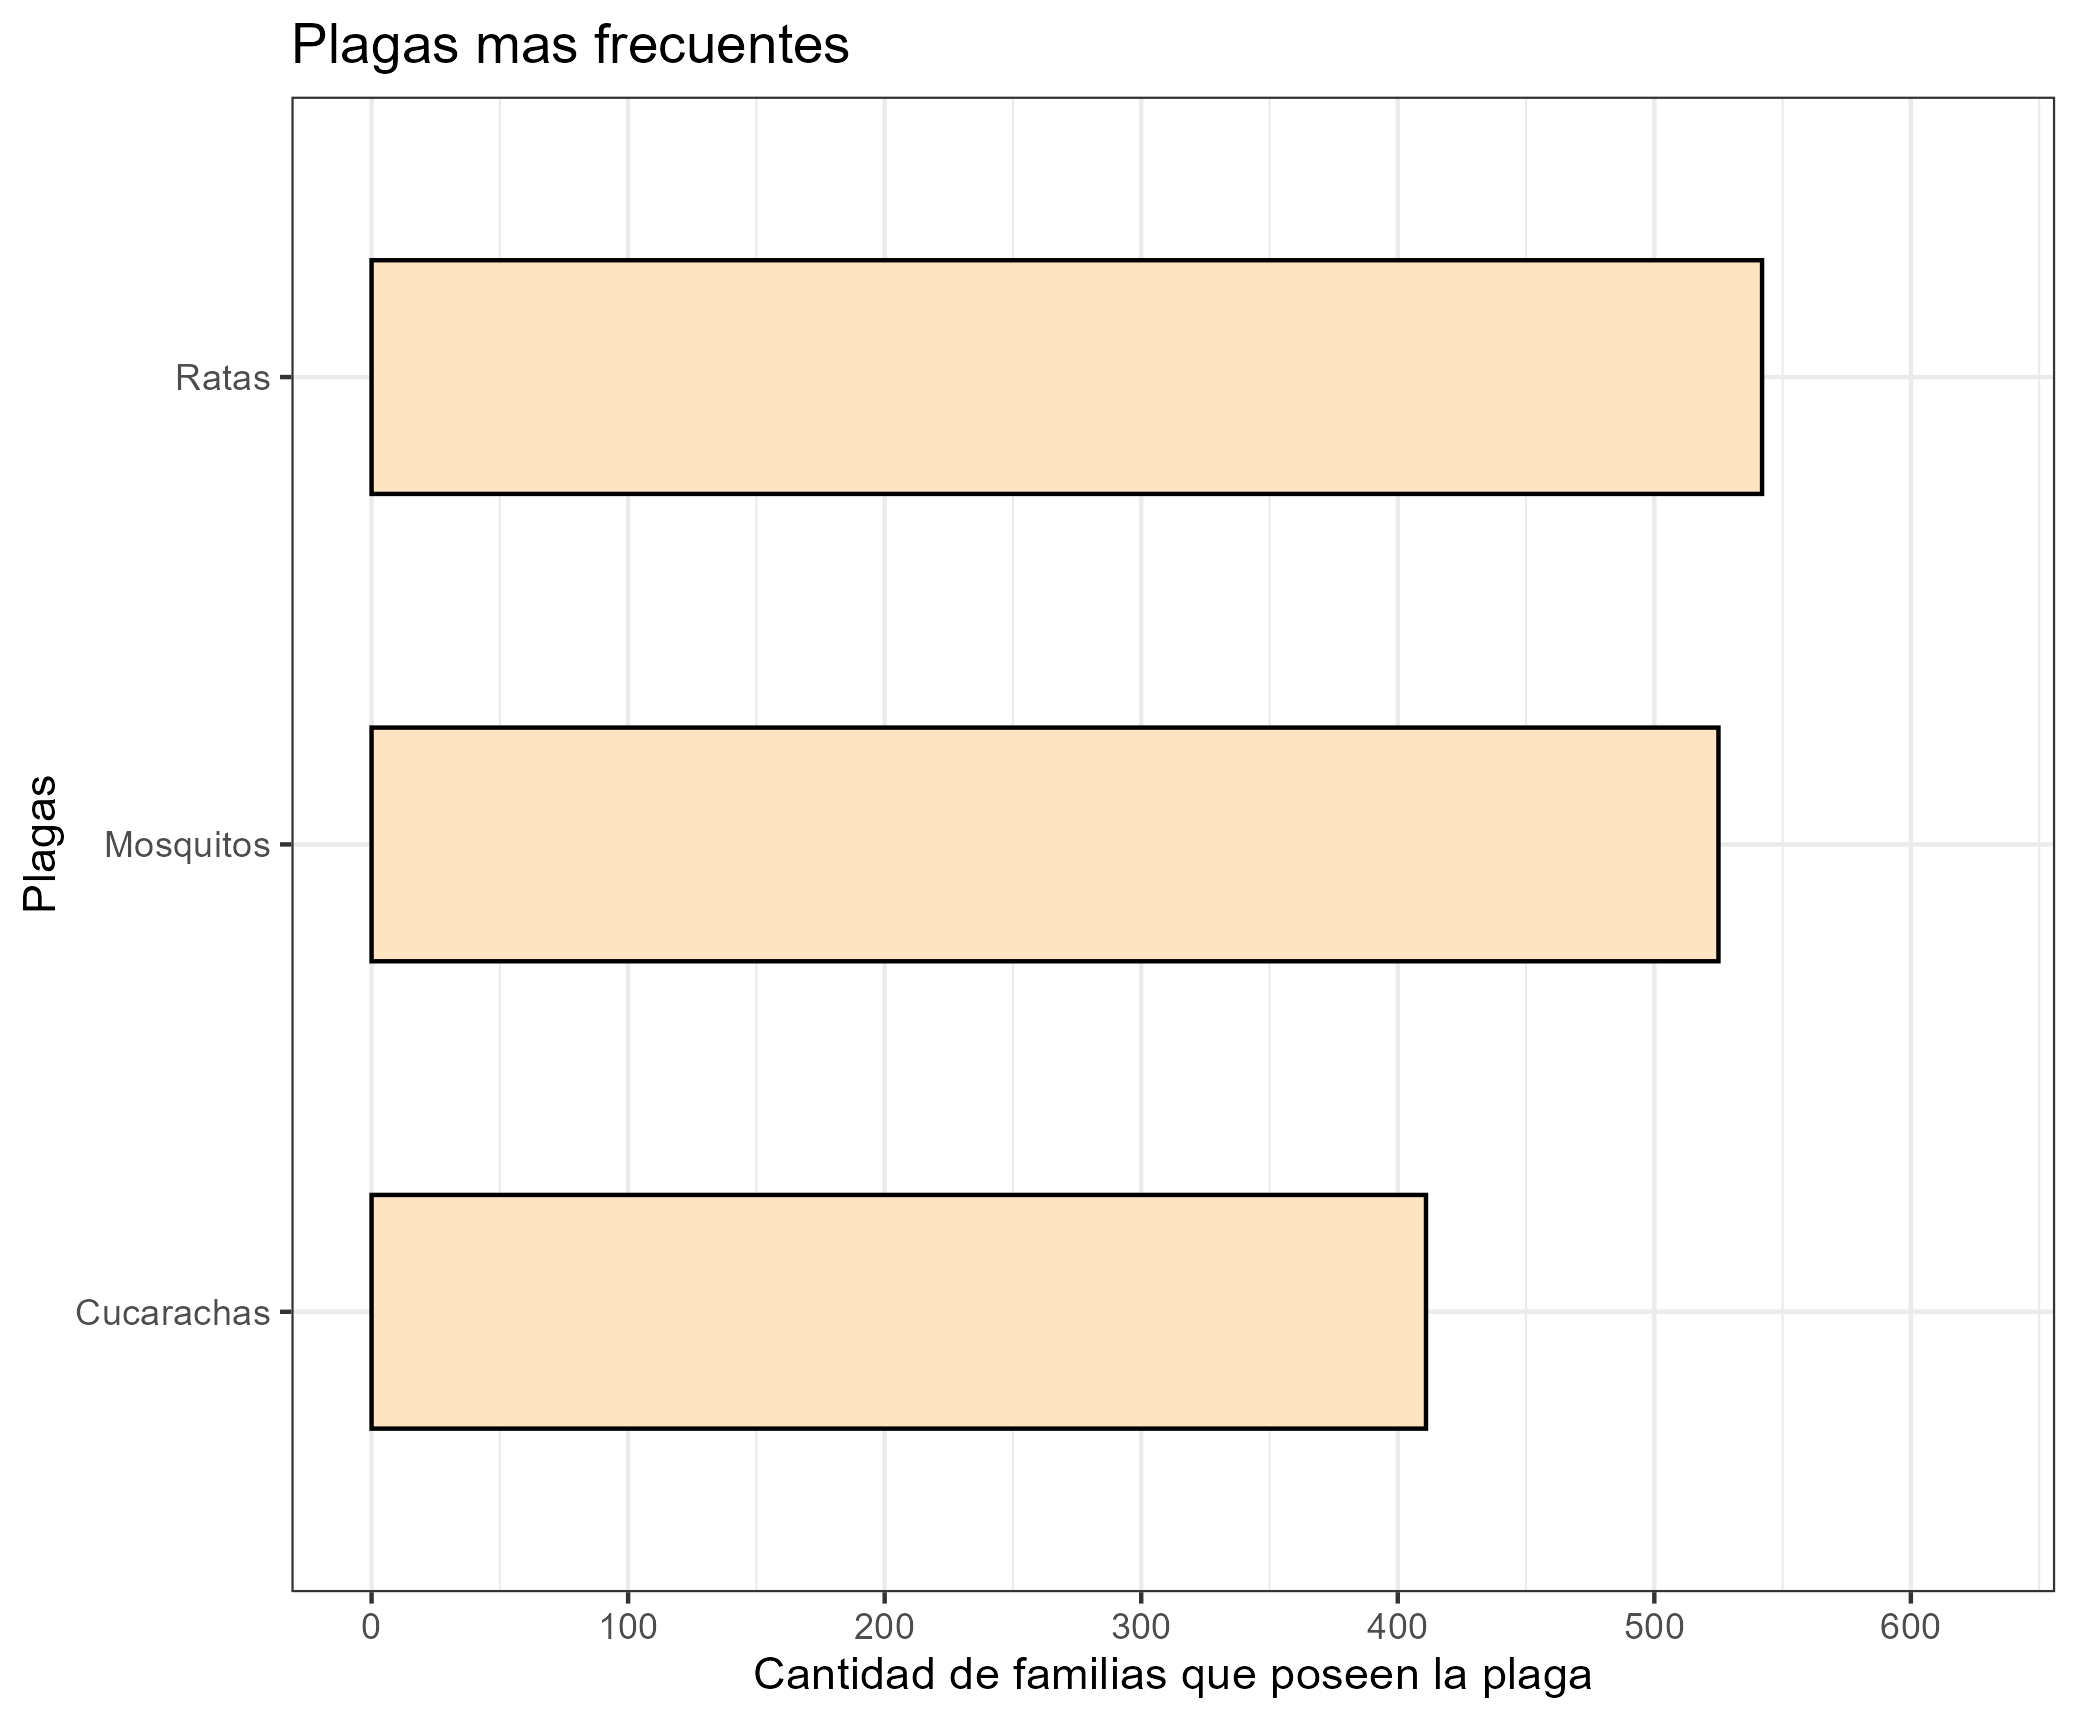 Plagas mas frecuentes
Plagas
Ratas
Mosquitos
Cucarachas
0 100 200 300 400 500 600
Cantidad de familias que poseen la plaga